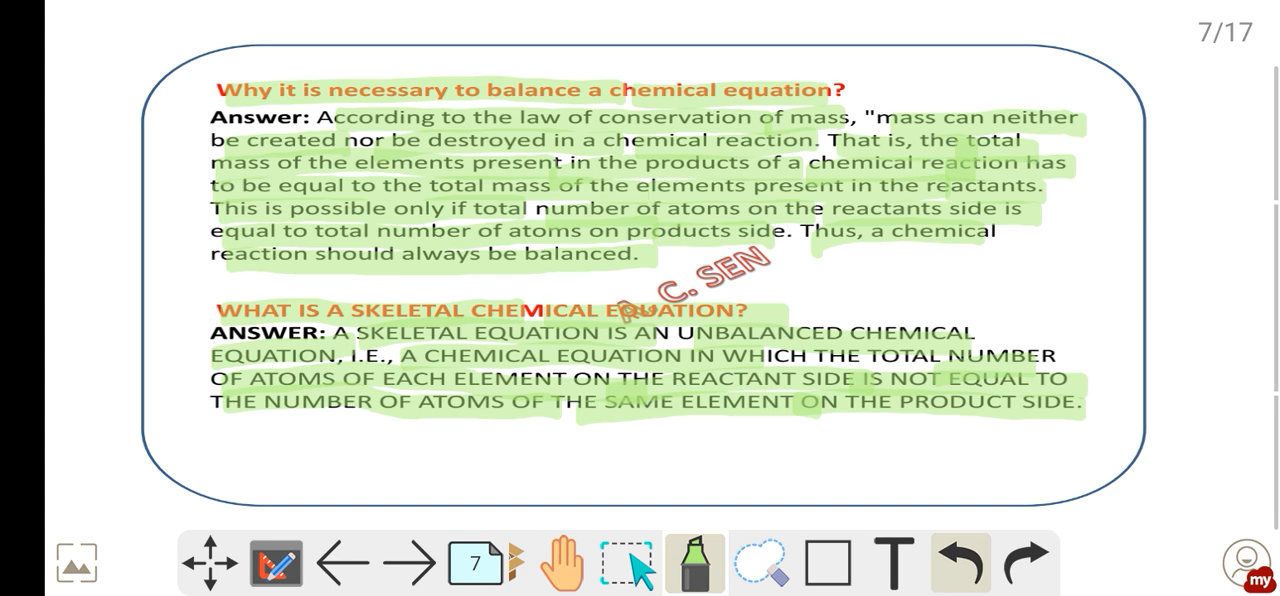 7/17
Why it is necessary to balance a chemical equation?
Answer: According to the law of conservation of mass, "mass can neither
be created nor be destroyed in a chemical reaction. That is, the total
mass of the elements present in the products of a chemical reaction has
to be equal to the total mass of the elements present in the reactants.
This is possible only if total number of atoms on the reactants side is
equal to total number of atoms on products side. Thus, a chemical
reaction should always be balanced.
C. SEN
WHAT IS A SKELETAL CHEMICAL EQUATION?
ANSWER: A SKELETAL EQUATION IS AN UNBALANCED CHEMICAL
EQUATION, I.E., A CHEMICAL EQUATION IN WHICH THE TOTAL NUMBER
OF ATOMS OF EACH ELEMENT ON THE REACTANT SIDE IS NOT EQUAL TO
THE NUMBER OF ATOMS OF THE SAME ELEMENT ON THE PRODUCT SIDE.
7
T
my